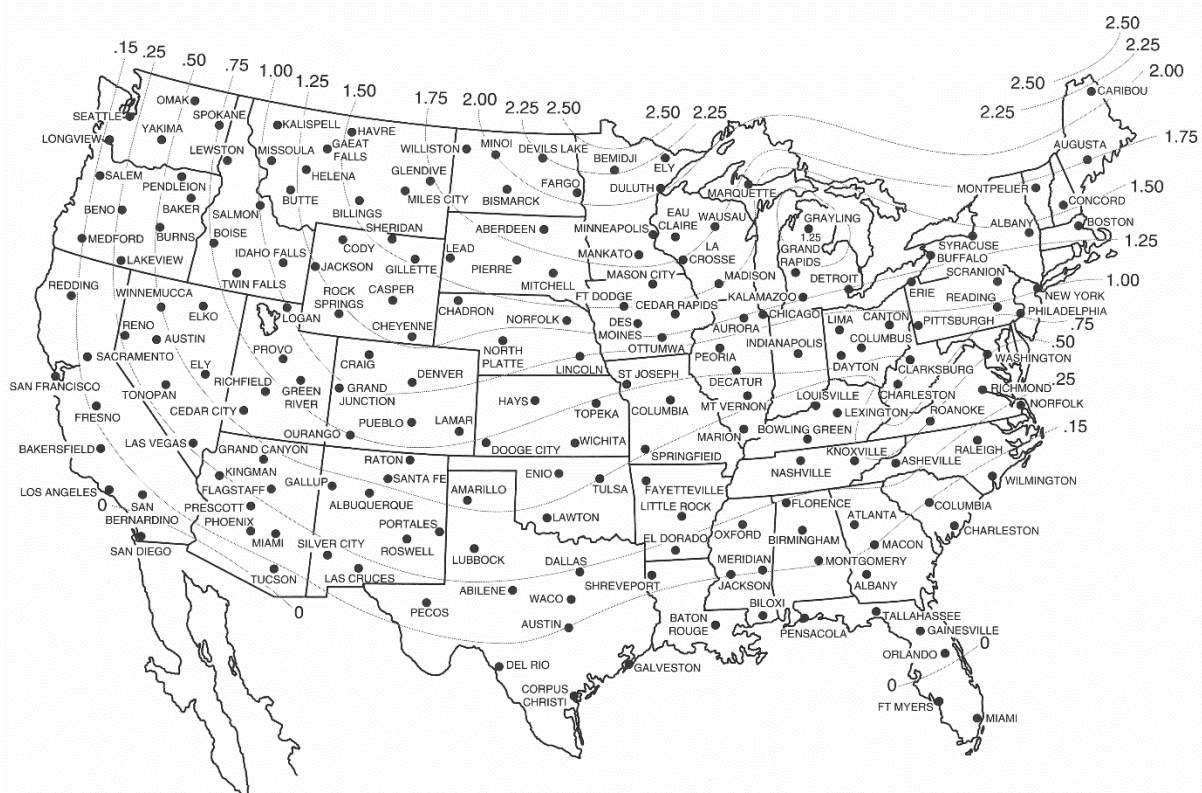 2.50
2.25
2.50
2.00
2.25
1.75
.15
.25
.50
.75
1.00
1.25
1.50
1.75
2.00
2.25
2.50
2.50
2.25
CARIBOU
AUGUSTA
OMAK
SEATTLE
SPOKANE
LONGVIEW
YAKIMA
LEWSTON
KALISPELL
HAVRE
GAEAT
FALLS
MISSOULA
HELENA
WILLISTON
MINOI
DEVILS LAKE
BEMIDJI
ELY
GLENDIVE
MILES CITY
BISMARCK
FARGO
DULUTH
MARQUETTE
MONTPELIER
1.50
CONCORD
SALEM
PENDLEION
BAKER
BUTTE
BILLINGS
SALMON
BENO
BURNS
BOISE
MEDFORD
LAKEVIEW
SHERIDAN
CODY
GILLETTE
LEAD
ABERDEEN
MINNEAPOLIS
EAU
CLAIRE
WAUSAU
GRAYLING
1.25
ALBANY
BOSTON
1.25
IDAHO FALLS
JACKSON
TWIN FALLS
PIERRE
MITCHELL
MANKATO
LA
CROSSE
MASON CITY
MADISON
GRAND
RAPIDS
DETROIT
SYRACUSE
BUFFALO
SCRANION
ERIE
1.00
REDDING
WINNEMUCCA
ELKO
LOGAN
ROCK
SPRINGS
CASPER
CHADRON
CHEYENNE
NORFOLK
FT DODGE
CEDAR RAPIDS
DES
MOINES
OTTUMWA
KALAMAZOO
CHICAGO
AURORA
LIMA
CANTON
READING
NEW YORK
PHILADELPHIA
PITTSBURGH
.75
RENO
AUSTIN
SACRAMENTO
ELY
PROVO
CRAIG
NORTH
PLATTE
LINCOLN
PEORIA
INDIANAPOLIS
COLUMBUS
DAYTON
CLARKSBURG
WASHINGTON
.50
SAN FRANCISCO
TONOPAN
RICHFIELD
GREEN
RIVER
GRAND
JUNCTION
DENVER
ST JOSEPH
DECATUR
LOUISVILLE
CHARLESTON
RICHMOND
.25
FRESNO
CEDAR CITY
PUEBLO
LAMAR
HAYS
TOPEKA
COLUMBIA
MT VERNON
LEXINGTON
ROANOKE
NORFOLK
.15
BAKERSFIELD
LAS VEGAS
OURANGO
DOOGE CITY
WICHITA
MARION
BOWLING GREEN
SPRINGFIELD
KNOXVILLE
RALEIGH
GRAND CANYON
KINGMAN
RATON
SANTA FE
ENIO
NASHVILLE
ASHEVILLE
WILMINGTON
LOS ANGELES
FLAGSTAFF
GALLUP
ALBUQUERQUE
AMARILLO
TULSA
FAYETTEVILLE
FLORENCE
COLUMBIA
0
SAN
BERNARDINO
PRESCOTT
PHOENIX
MIAMI
PORTALES
ROSWELL
LAWTON
LITTLE ROCK
OXFORD
BIRMINGHAM
ATLANTA
CHARLESTON
SAN DIEGO
SILVER CITY
LUBBOCK
EL DORADO
MACON
TUCSON
LAS CRUCES
DALLAS
SHREVEPORT
MERIDIAN
JACKSON
MONTGOMERY
ALBANY
0
PECOS
ABILENE
WACO
AUSTIN
BATON
ROUGE
BILOXI
PENSACOLA
TALLAHASSEE
GAINESVILLE
0
DEL RIO
GALVESTON
ORLANDO
CORPUS
CHRISTI
0
FT MYERS
MIAMI